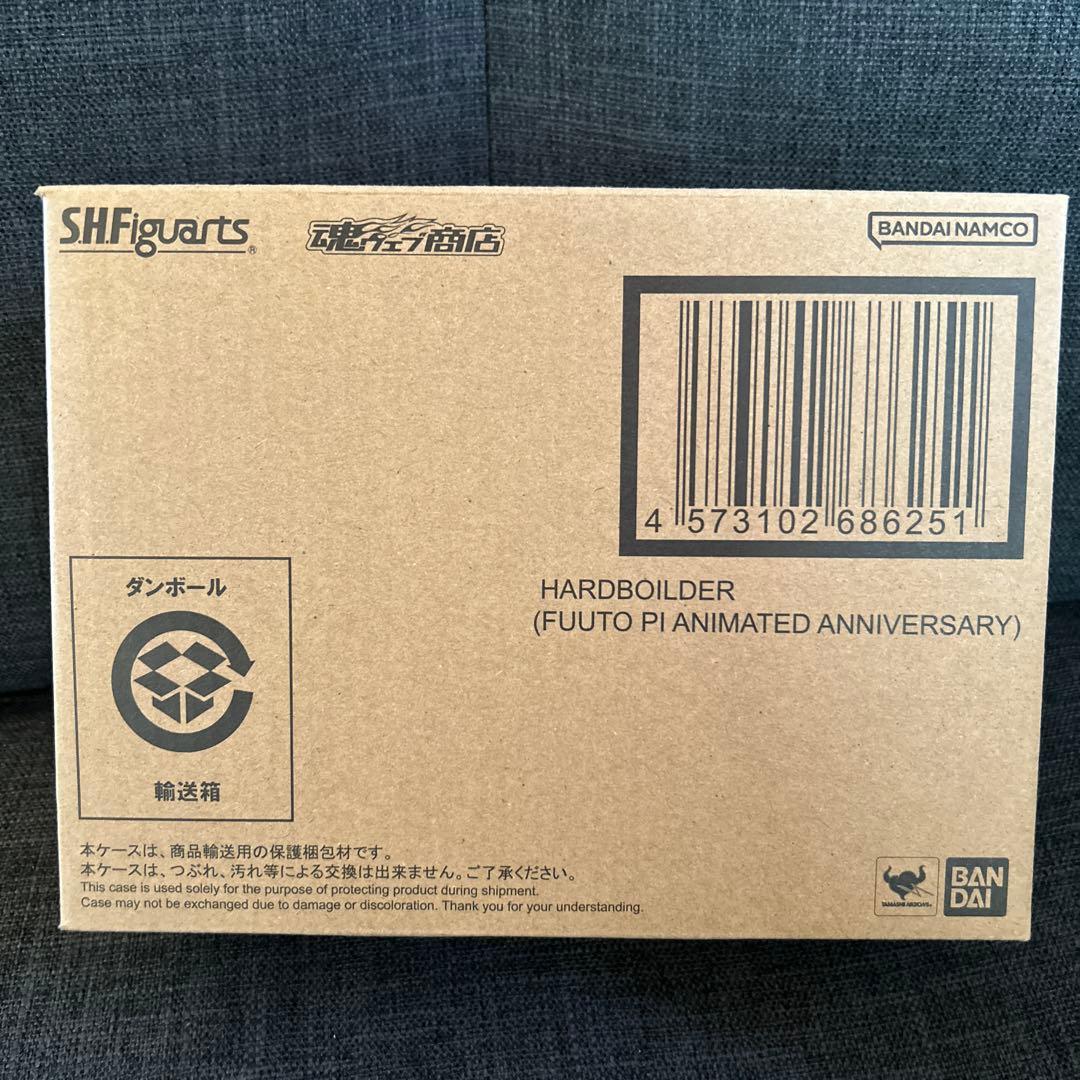 S.H.Figuarts®
魂ウェブ商店
BANDAI NAMCO
4 573102 686251
HARDBOILDER
(FUUTO PI ANIMATED ANNIVERSARY)
ダンボール
輸送箱
本ケースは、商品輸送用の保護梱包材です。
本ケースは、つぶれ、汚れ等による交換は出来ません。ご了承ください。
This case is used solely for the purpose of protecting product during shipment.
Case may not be exchanged due to damage or discoloration. Thank you for your understanding.
BAN
DAI